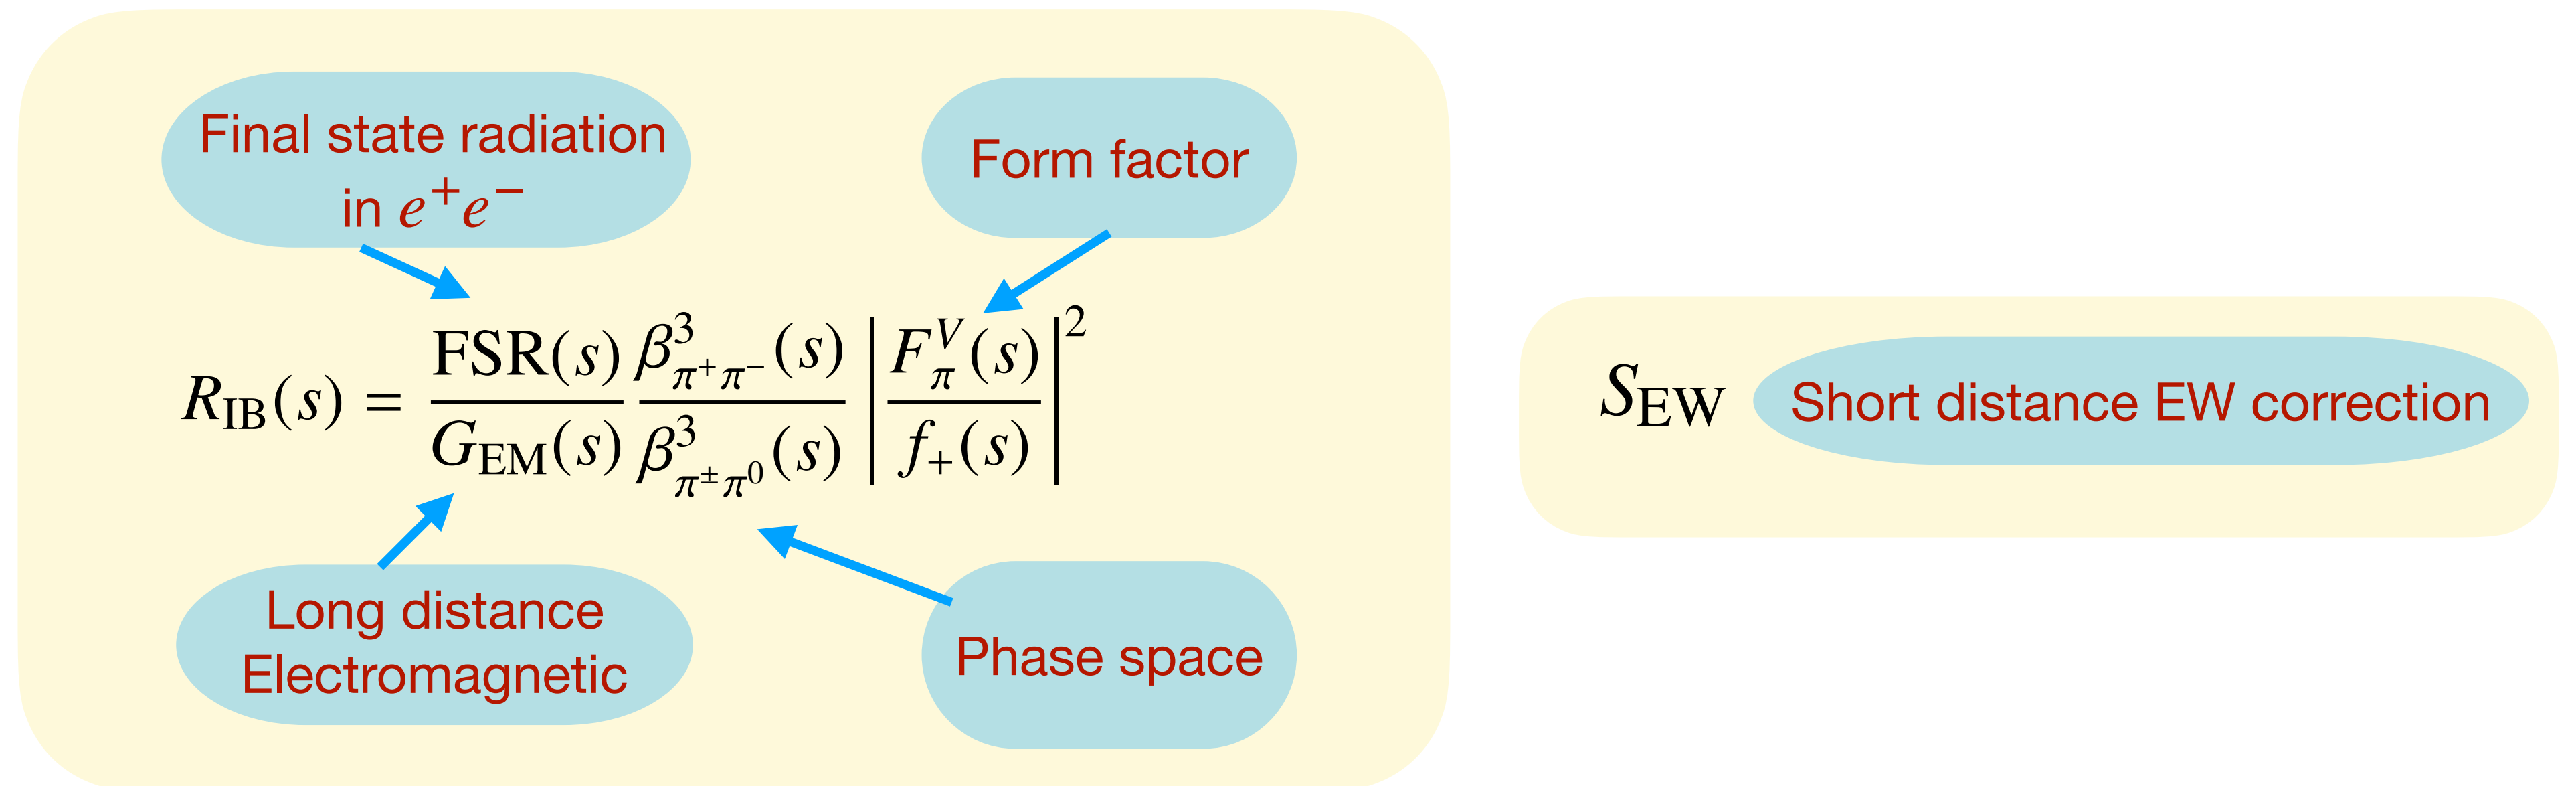 Final state radiation
in e⁺e⁻
Form factor
R_IB(s) = FSR(s)/G_EM(s) β³_π⁺π⁻(s)/β³_π±π⁰(s) |F_π^V(s)/f₊(s)|²
S_EW Short distance EW correction
Long distance
Electromagnetic
Phase space